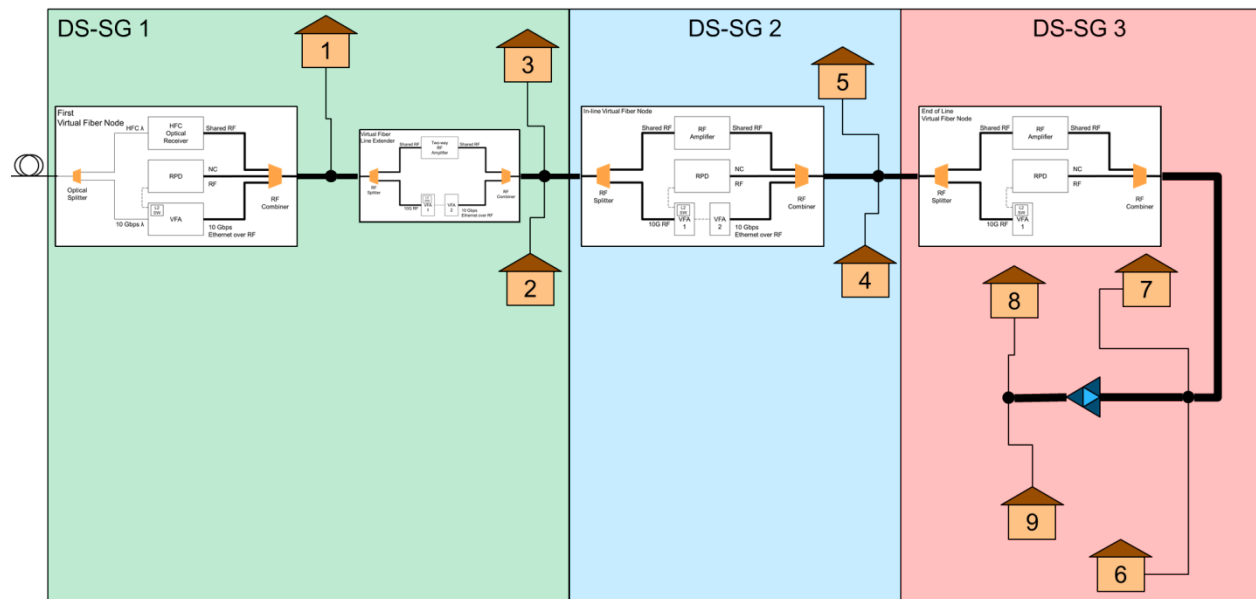 DS-SG 1
DS-SG 2
DS-SG 3
1
3
5
First
Virtual Fiber Node
HFC λ
HFC
Optical
Receiver
Shared RF
Optical
Splitter
RPD
NC
RF
L2
SW
VFA
10 Gbps λ
10 Gbps
Ethernet over RF
RF
Combiner
Virtual Fiber
Line Extender
Shared RF
Two-way
RF
Amplifier
Shared RF
RF
Splitter
10G RF
VFA
1
VFA
2
10 Gbps
Ethernet over RF
RF
Combiner
In-line Virtual Fiber Node
Shared RF
RF
Amplifier
Shared RF
RF
Splitter
RPD
NC
RF
10G RF
L2
SW
VFA
1
VFA
2
10 Gbps
Ethernet over RF
RF
Combiner
End of Line
Virtual Fiber Node
Shared RF
RF
Amplifier
Shared RF
RF
Splitter
RPD
NC
RF
10G RF
L2
SW
VFA
1
RF
Combiner
2
4
8
7
9
6